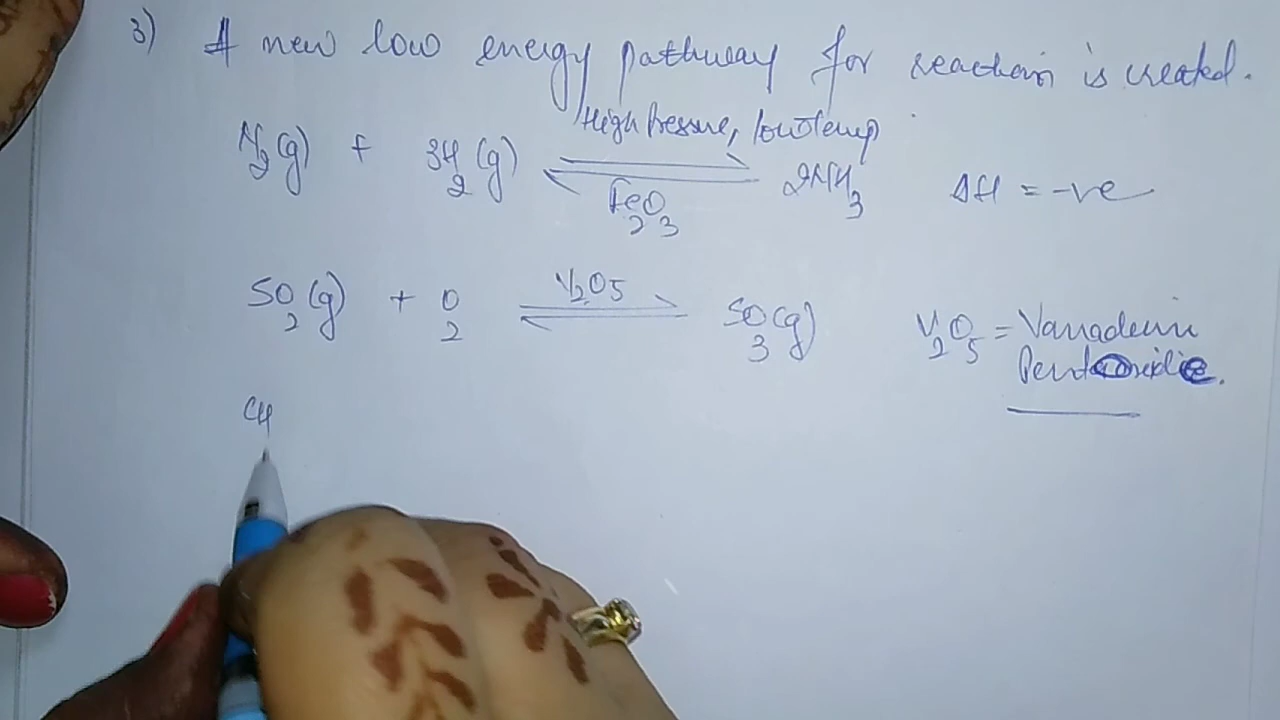 3) A new low energy pathway for reaction is created.
High Pressure, low Temp
N2(g) + 3H2(g) ⇌ 2NH3 ΔH = -ve
Fe2O3
V2O5
SO2(g) + O2 ⇌ SO3(g) V2O5 = Vanadium
Pentoxide.
CH